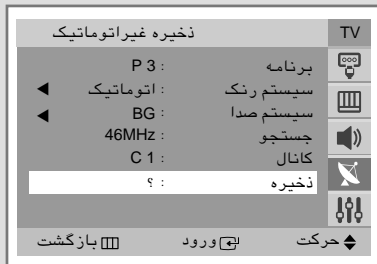 ذخیره غیراتوماتیک TV
برنامه : P 3
سیستم رنگ : اتوماتیک ◀
سیستم صدا : BG ◀
جستجو : 46MHz
کانال : C 1
ذخیره : ؟
حرکت ورود بازگشت